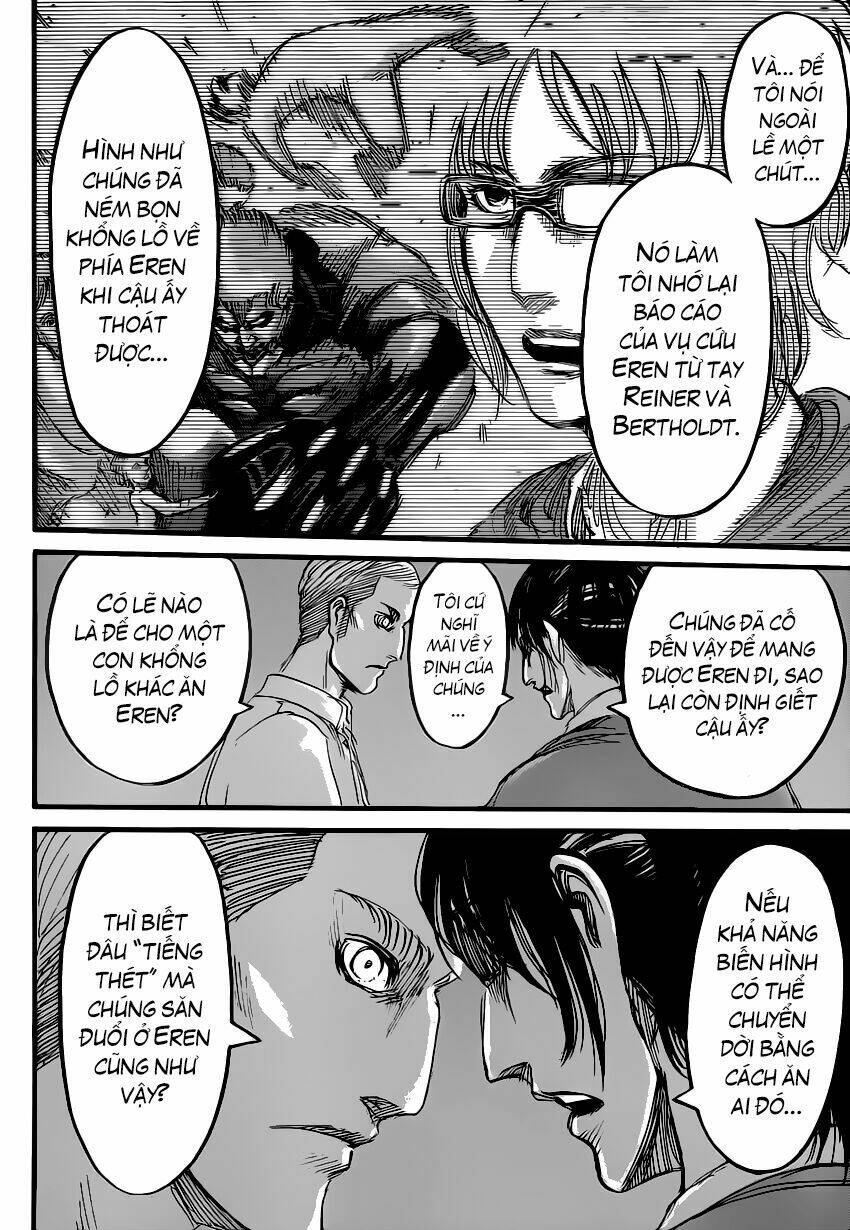 VÀ... ĐỂ
TÔI NÓI
NGOÀI
LỀ MỘT
CHÚT...
NÓ LÀM
TÔI NHỚ LẠI
BÁO CÁO
CỦA VỤ CỨU
EREN TỪ TAY
REINER VÀ
BERTHOLDT.
HÌNH NHƯ
CHÚNG ĐÃ
NÉM BỌN
KHỔNG LỒ VỀ
PHÍA EREN
KHI CẬU ẤY
THOÁT
ĐƯỢC...
CHÚNG ĐÃ CỐ
ĐẾN VẬY ĐỂ MANG
ĐƯỢC EREN ĐI, SAO
LẠI CÒN ĐỊNH GIẾT
CẬU ẤY?
TÔI CỨ
NGHĨ
MÃI VỀ Ý
ĐỊNH CỦA
CHÚNG
...
CÓ LẼ NÀO
LÀ ĐỂ CHO MỘT
CON KHỔNG
LỒ KHÁC ĂN
EREN?
NẾU
KHẢ NĂNG
BIẾN HÌNH
CÓ THỂ
CHUYỂN
DỜI BẰNG
CÁCH ĂN
AI ĐÓ...
THÌ BIẾT
ĐÂU "TIẾNG
THÉT" MÀ
CHÚNG SĂN
ĐUỔI Ở EREN
CŨNG NHƯ
VẬY?